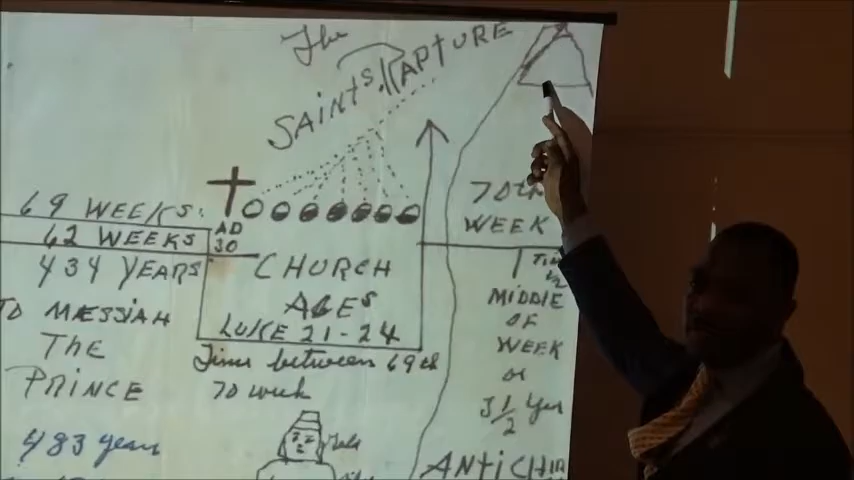 The
SAINTS. RAPTURE
69 WEEKS.
62 WEEKS
434 YEARS
AD
30
70th
WEEK
CHURCH
AGES
LUKE 21-24
TO MESSIAH
THE
PRINCE
Time between 69th
70 week
483 years
MIDDLE
OF
WEEK
or
3 1/2 Year
ANTICHR